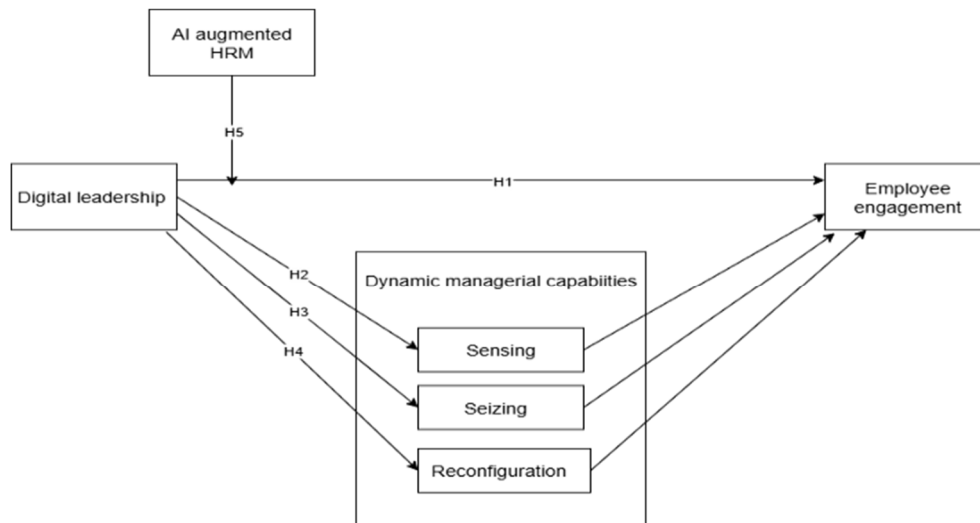 AI augmented
HRM
H5
Digital leadership
H1
Employee
engagement
H2
Dynamic managerial capabiities
H3
Sensing
H4
Seizing
Reconfiguration